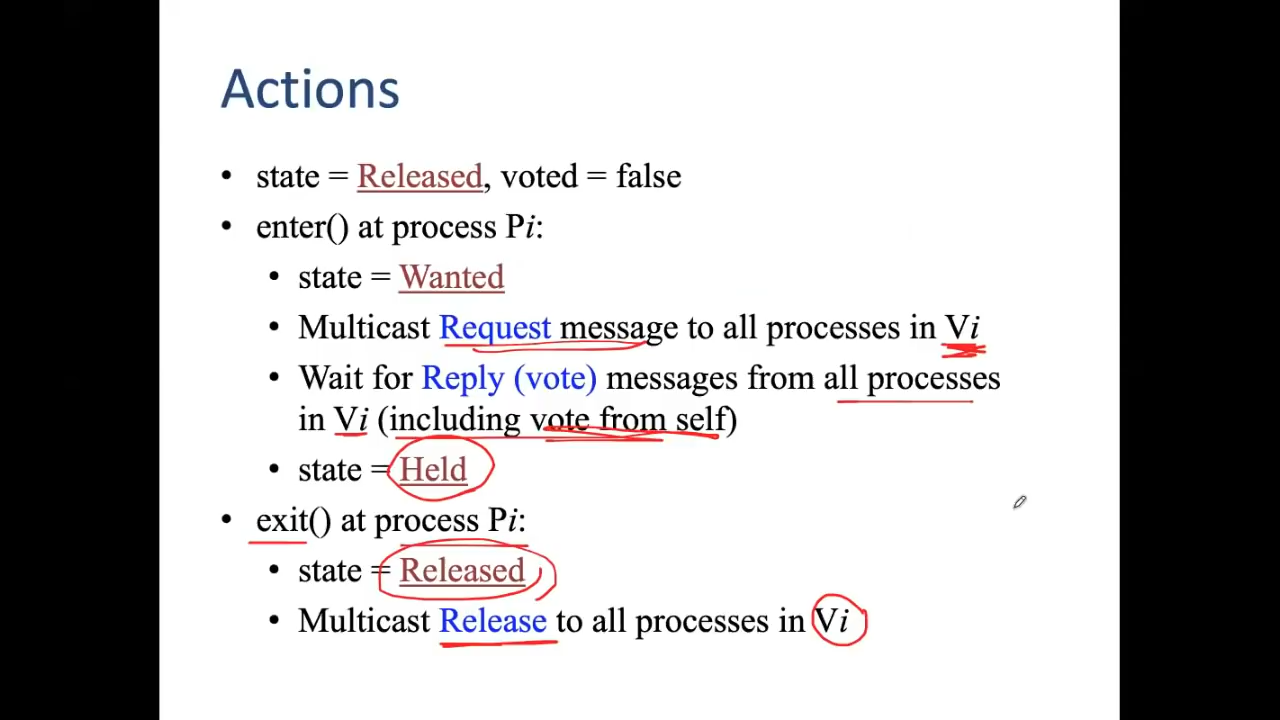 Actions
• state = Released, voted = false
• enter() at process Pi:
• state = Wanted
• Multicast Request message to all processes in Vi
• Wait for Reply (vote) messages from all processes
in Vi (including vote from self)
• state = Held
• exit() at process Pi:
• state = Released
• Multicast Release to all processes in Vi